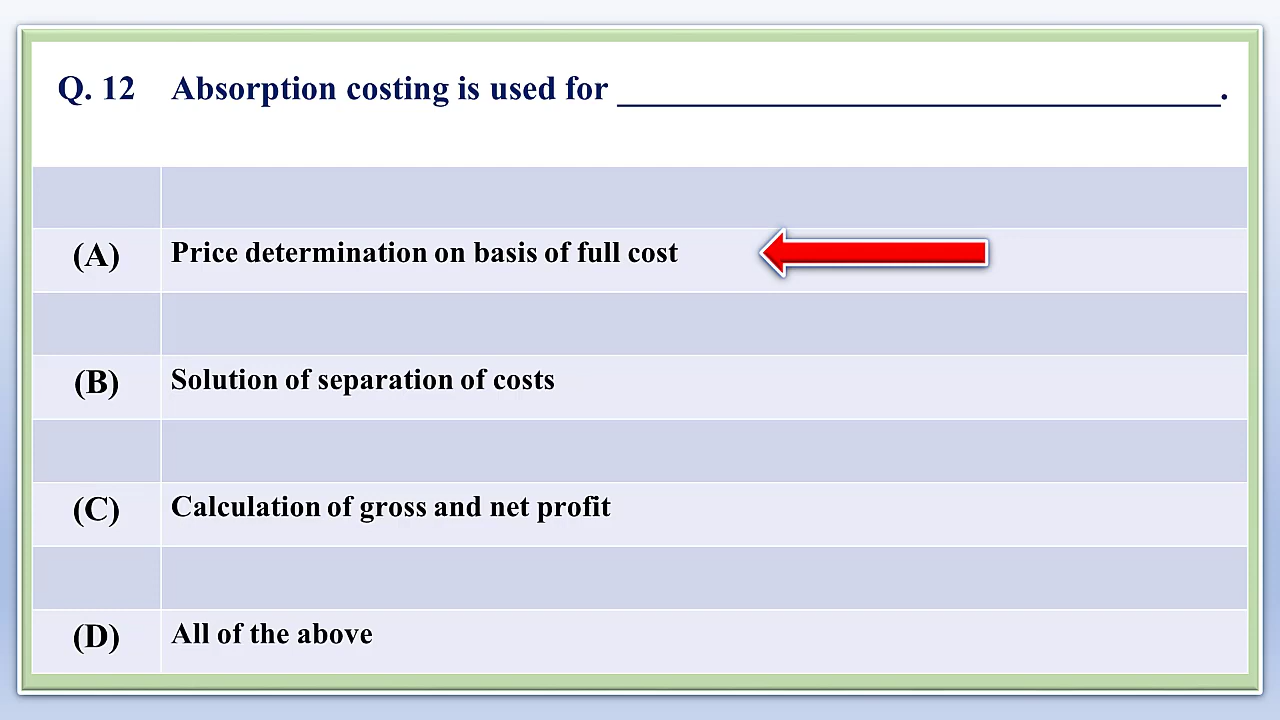 Q. 12 Absorption costing is used for ____________________________________.
(A) Price determination on basis of full cost
(B) Solution of separation of costs
(C) Calculation of gross and net profit
(D) All of the above